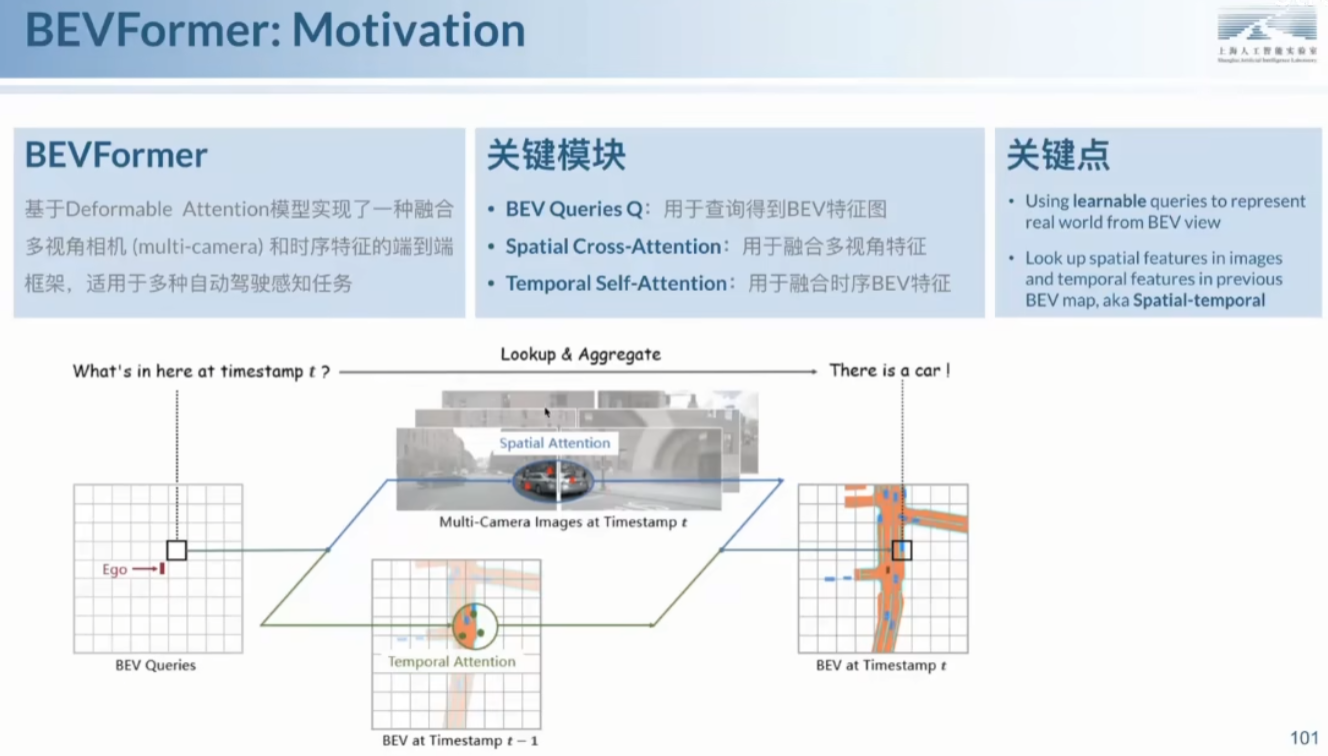 BEVFormer: Motivation
上海人工智能实验室
Shanghai Artificial Intelligence Laboratory
BEVFormer
基于Deformable Attention模型实现了一种融合
多视角相机 (multi-camera) 和时序特征的端到端
框架，适用于多种自动驾驶感知任务
关键模块
• BEV Queries Q：用于查询得到BEV特征图
• Spatial Cross-Attention：用于融合多视角特征
• Temporal Self-Attention：用于融合时序BEV特征
关键点
• Using learnable queries to represent
real world from BEV view
• Look up spatial features in images
and temporal features in previous
BEV map, aka Spatial-temporal
What's in here at timestamp t ?
Lookup & Aggregate
There is a car !
Spatial Attention
Multi-Camera Images at Timestamp t
Ego
BEV Queries
Temporal Attention
BEV at Timestamp t − 1
BEV at Timestamp t
101